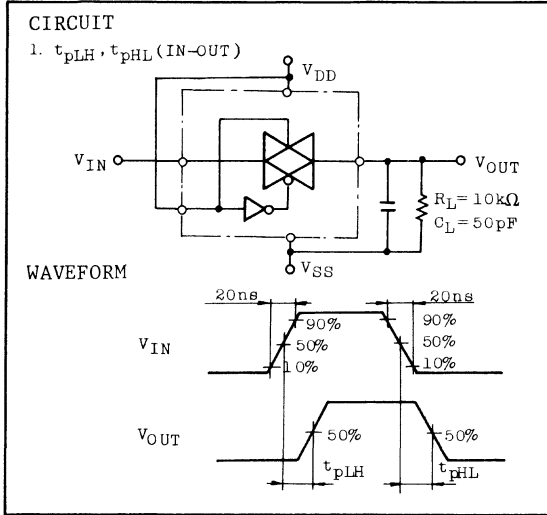 CIRCUIT
1. tpLH, tpHL (IN-OUT)
VDD
VIN
VOUT
RL=10kΩ
CL=50pF
VSS
WAVEFORM
20ns
20ns
90%
90%
VIN
50%
50%
10%
10%
VOUT
50%
50%
tpLH
tpHL